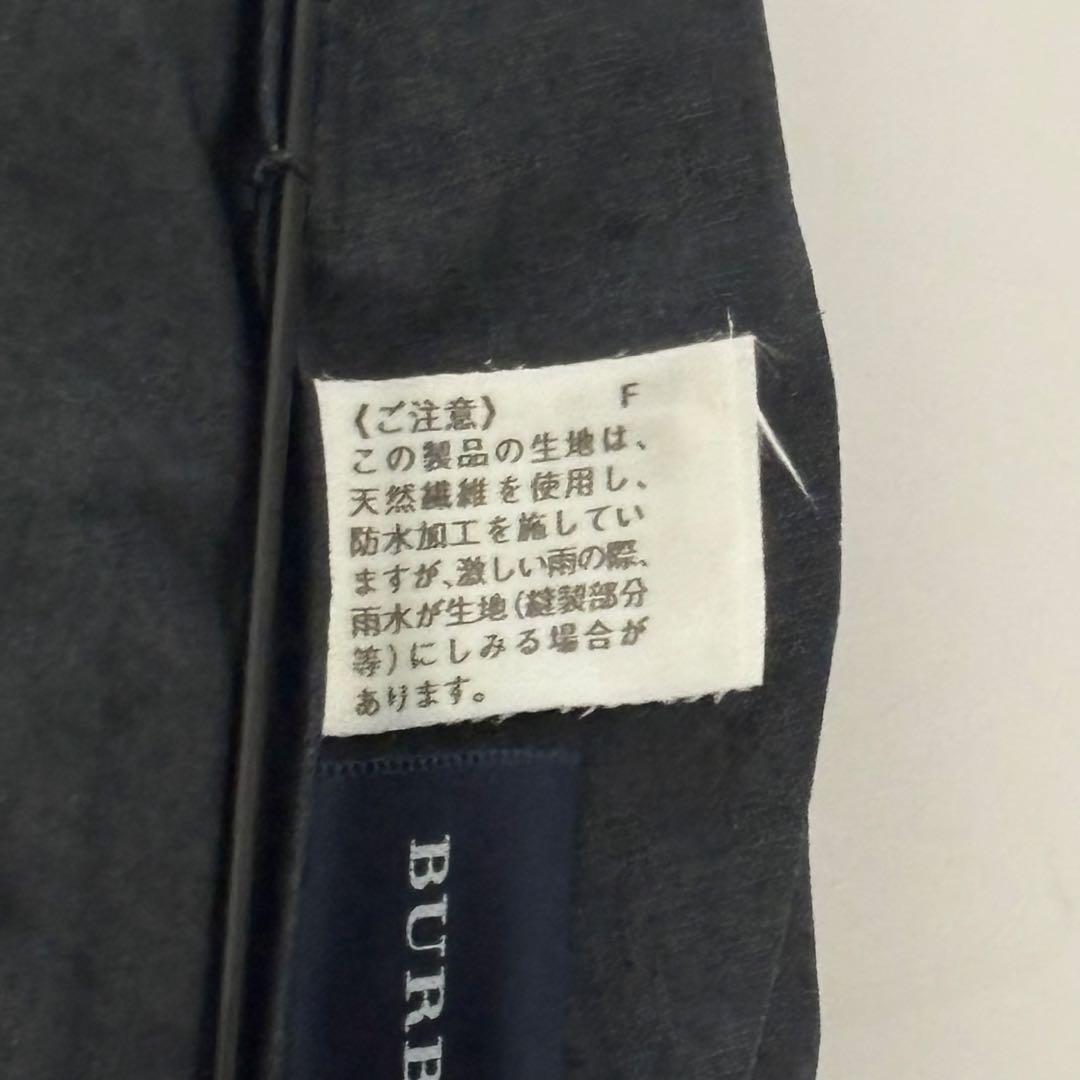 《ご注意》 F
この製品の生地は、
天然繊維を使用し、
防水加工を施してい
ますが、激しい雨の際、
雨水が生地(縫製部分
等)にしみる場合が
あります。
BURB